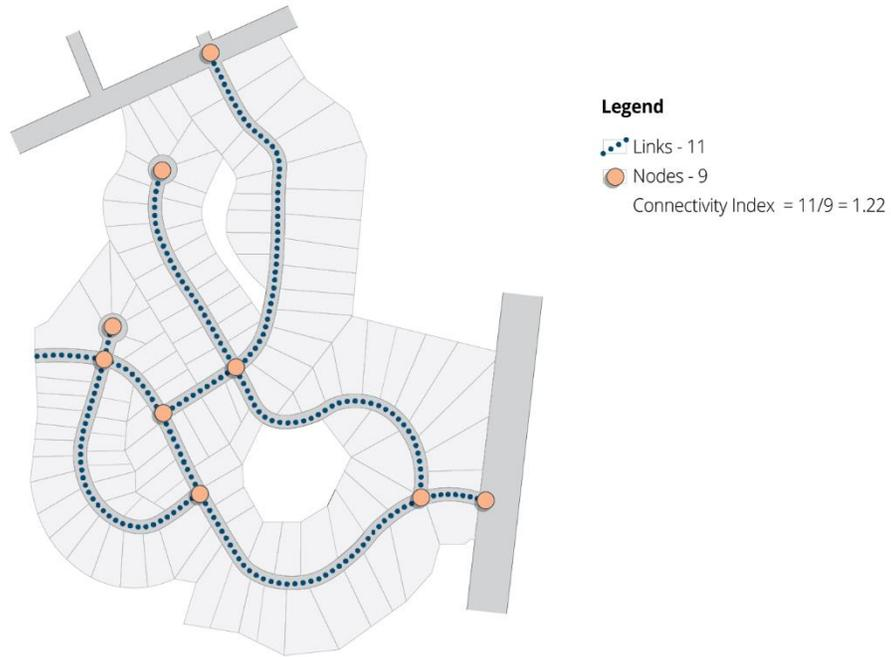 Legend
Links - 11
Nodes - 9
Connectivity Index = 11/9 = 1.22